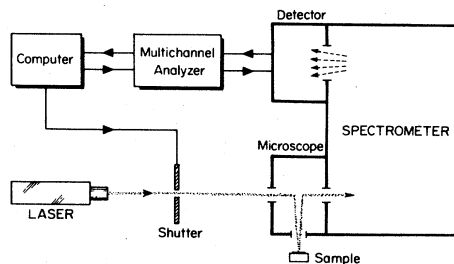 Detector
Computer
Multichannel
Analyzer
SPECTROMETER
Microscope
LASER
Shutter
Sample